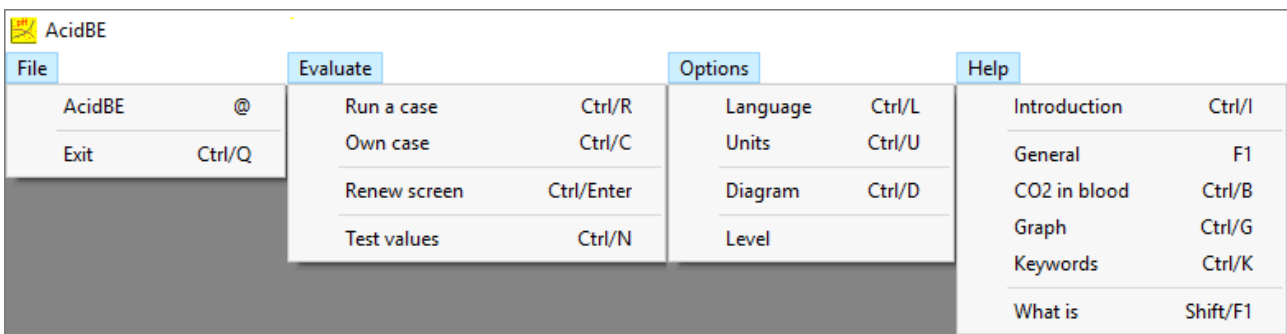 AcidBE
File Evaluate Options Help
AcidBE @ Run a case Ctrl/R Language Ctrl/L Introduction Ctrl/I
Own case Ctrl/C Units Ctrl/U
Exit Ctrl/Q General F1
Renew screen Ctrl/Enter Diagram Ctrl/D CO2 in blood Ctrl/B
Graph Ctrl/G
Test values Ctrl/N Level
Keywords Ctrl/K
What is Shift/F1